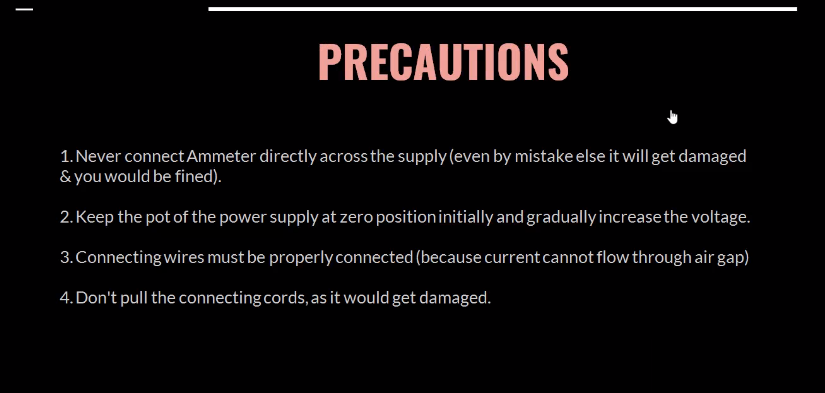 PRECAUTIONS
1. Never connect Ammeter directly across the supply (even by mistake else it will get damaged
& you would be fined).
2. Keep the pot of the power supply at zero position initially and gradually increase the voltage.
3. Connecting wires must be properly connected (because current cannot flow through air gap)
4. Don't pull the connecting cords, as it would get damaged.